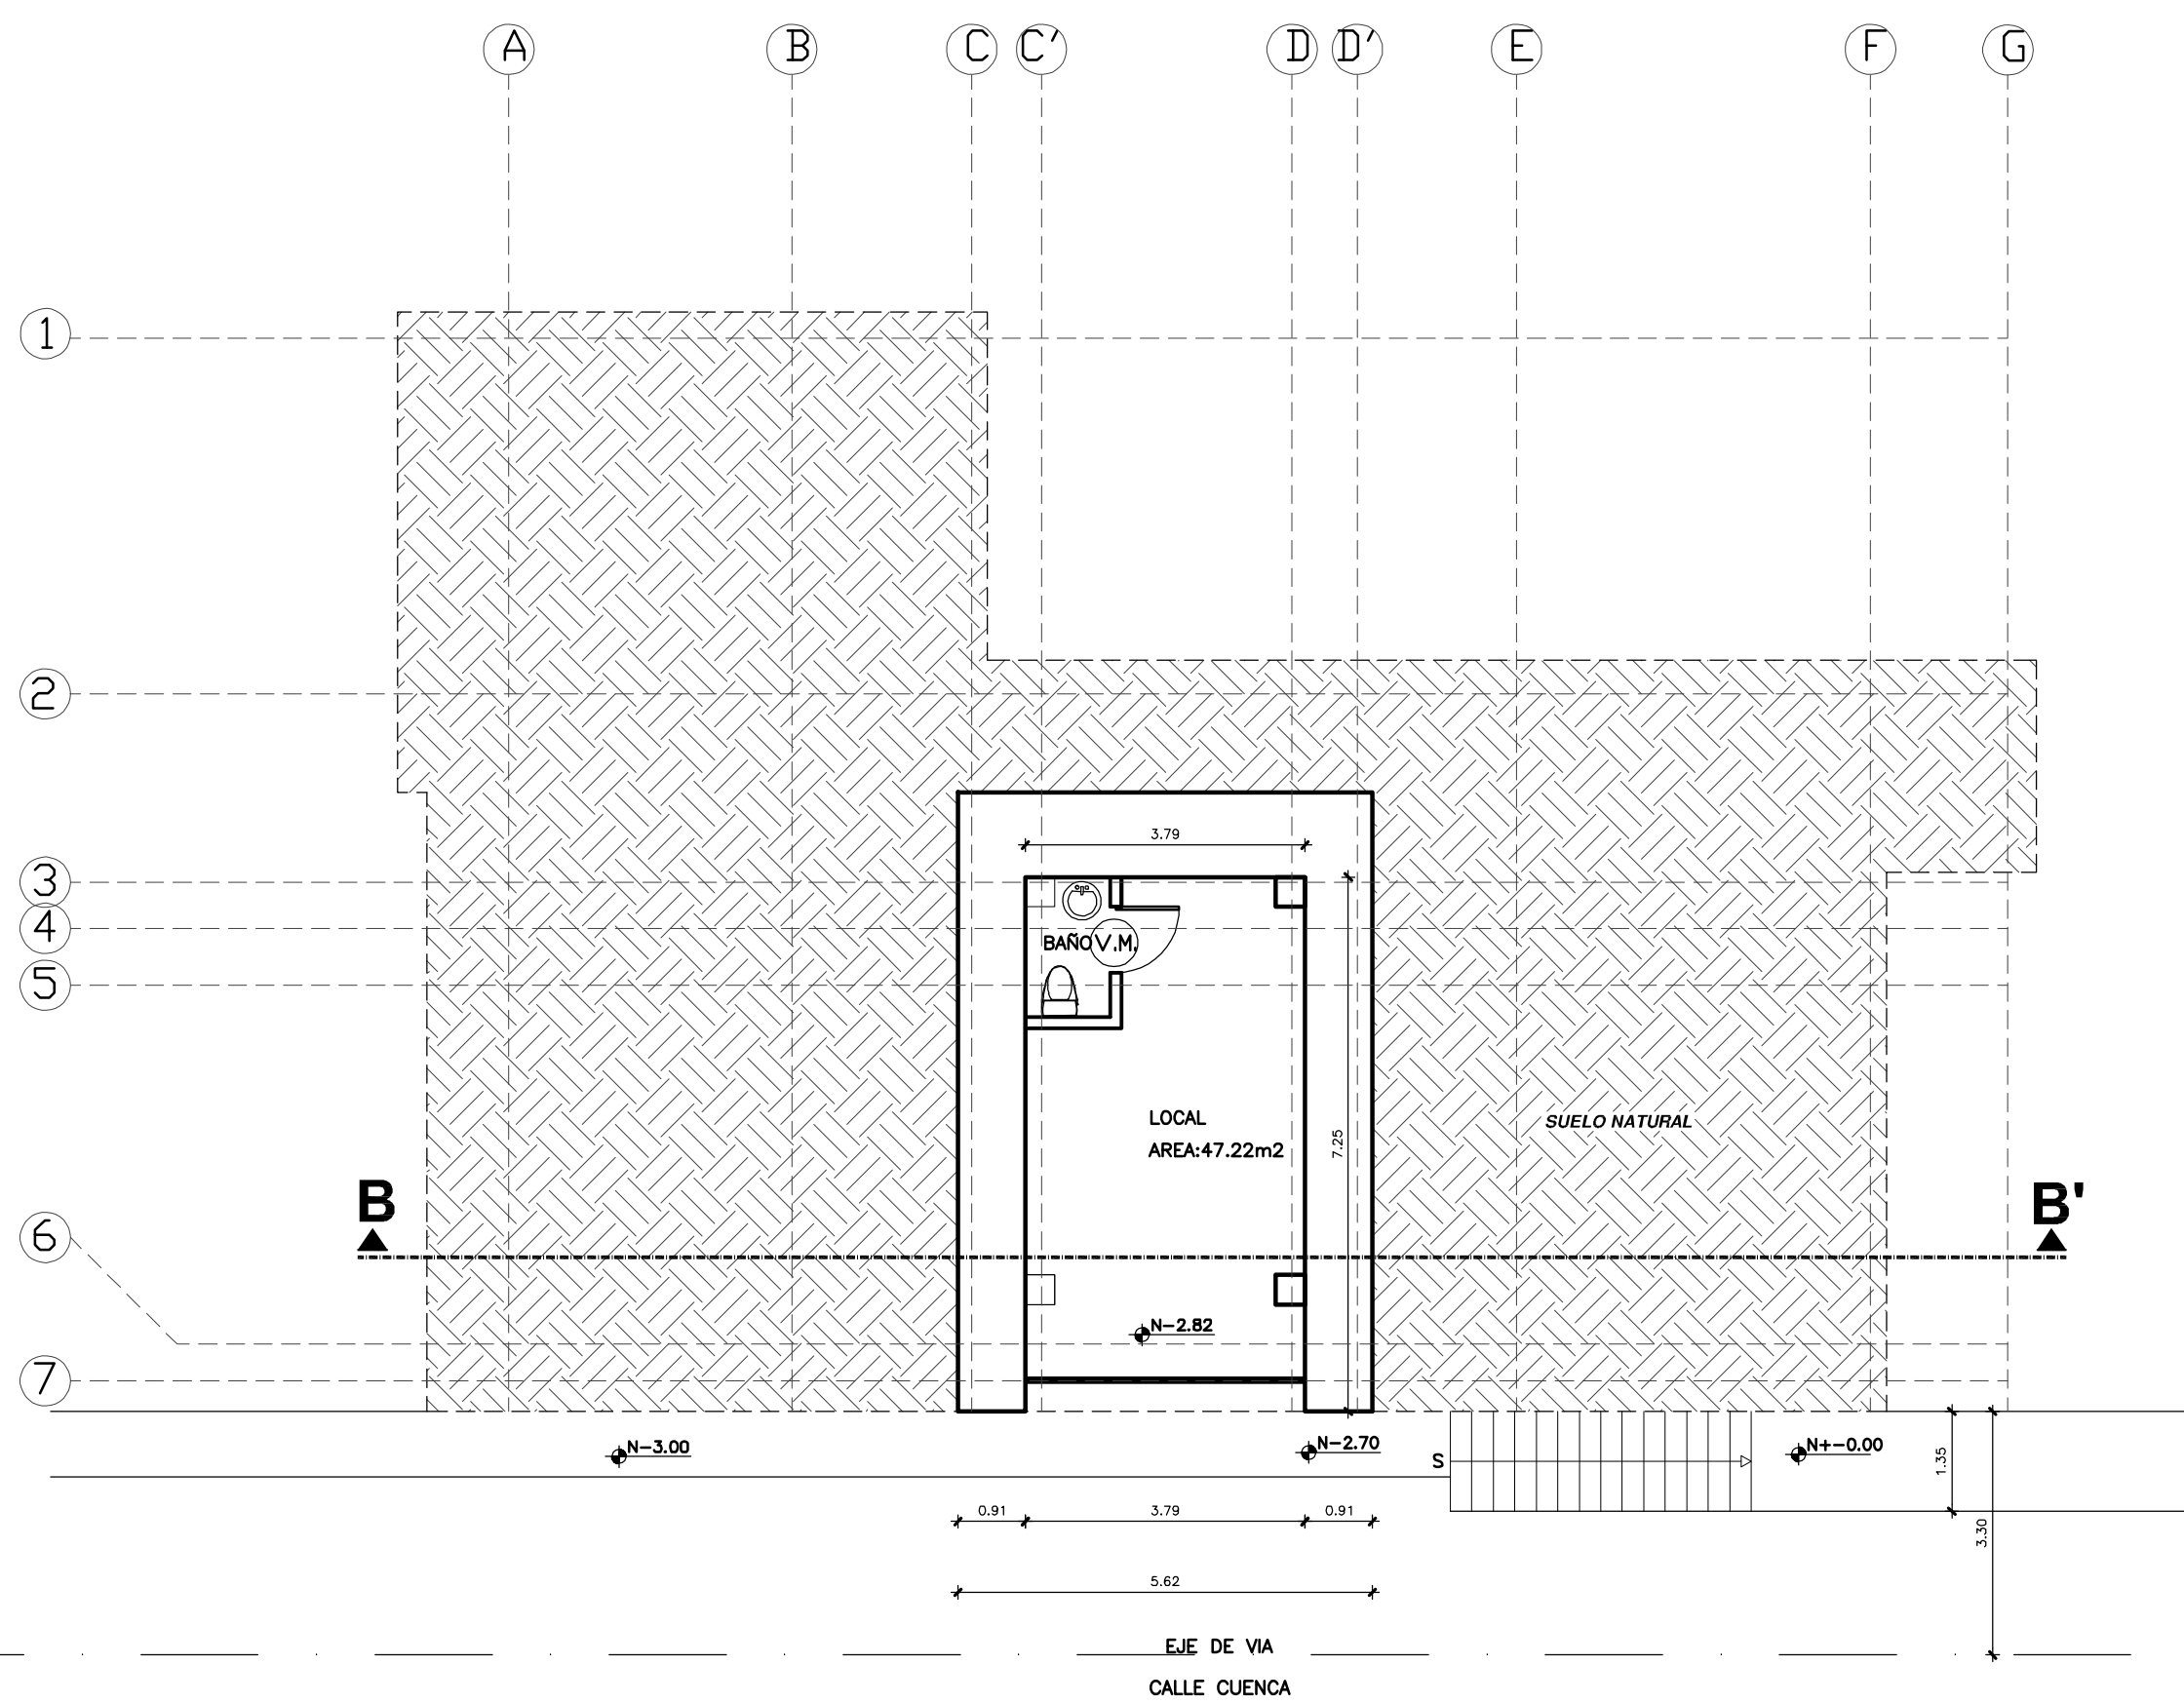 A B C C' D D' E F G
1
2
3.79
3
4
BAÑO V.M.
5
LOCAL
SUELO NATURAL
AREA:47.22m2
7.25
B B'
6
N-2.82
7
N-3.00 N-2.70 N+-0.00
S
1.35
0.91 3.79 0.91
3.30
5.62
EJE DE VIA
CALLE CUENCA